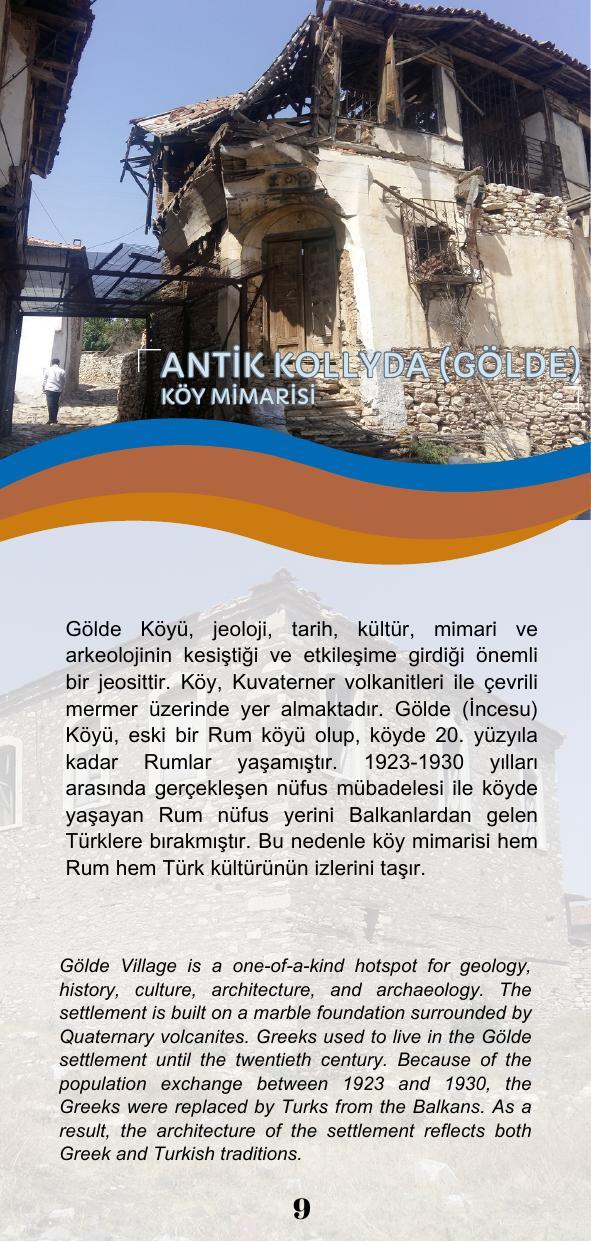 ANTİK KOLLYDA (GÖLDE)
KÖY MİMARİSİ
Gölde Köyü, jeoloji, tarih, kültür, mimari ve
arkeolojinin kesiştiği ve etkileşime girdiği önemli
bir jeosittir. Köy, Kuvaterner volkanitleri ile çevrili
mermer üzerinde yer almaktadır. Gölde (İncesu)
Köyü, eski bir Rum köyü olup, köyde 20. yüzyıla
kadar Rumlar yaşamıştır. 1923-1930 yılları
arasında gerçekleşen nüfus mübadelesi ile köyde
yaşayan Rum nüfus yerini Balkanlardan gelen
Türklere bırakmıştır. Bu nedenle köy mimarisi hem
Rum hem Türk kültürünün izlerini taşır.
Gölde Village is a one-of-a-kind hotspot for geology,
history, culture, architecture, and archaeology. The
settlement is built on a marble foundation surrounded by
Quaternary volcanites. Greeks used to live in the Gölde
settlement until the twentieth century. Because of the
population exchange between 1923 and 1930, the
Greeks were replaced by Turks from the Balkans. As a
result, the architecture of the settlement reflects both
Greek and Turkish traditions.
9